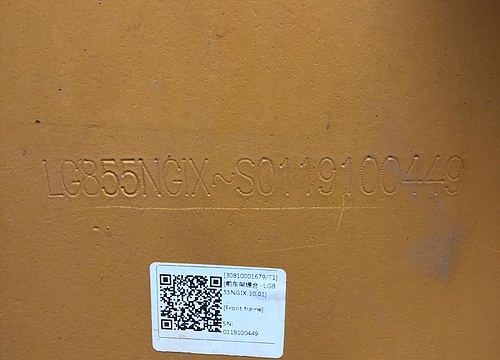 LG855NGIX~S0119100449
[30810001679/T1]
[前车架焊合-LG8
55NGIX.10.01]
[Front frame]
SN:
0119100449